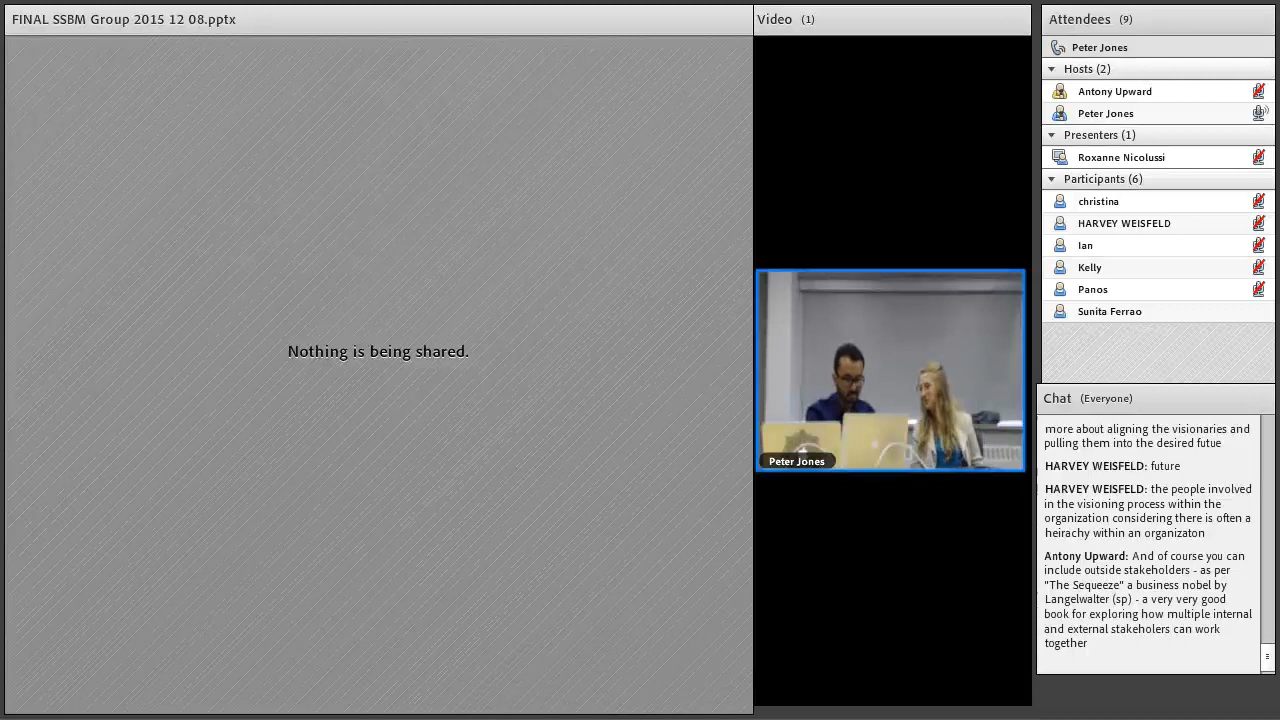 FINAL SSBM Group 2015 12 08.pptx
Nothing is being shared.
Video (1)
Peter Jones
Attendees (9)
Peter Jones
Hosts (2)
Antony Upward
Peter Jones
Presenters (1)
Roxanne Nicolussi
Participants (6)
christina
HARVEY WEISFELD
Ian
Kelly
Panos
Sunita Ferrao
Chat (Everyone)
more about aligning the visionaries and
pulling them into the desired futue
HARVEY WEISFELD: future
HARVEY WEISFELD: the people involved
in the visioning process within the
organization considering there is often a
heirachy within an organizaton
Antony Upward: And of course you can
include outside stakeholders - as per
"The Sequeeze" a business nobel by
Langelwalter (sp) - a very very good
book for exploring how multiple internal
and external stakeholers can work
together